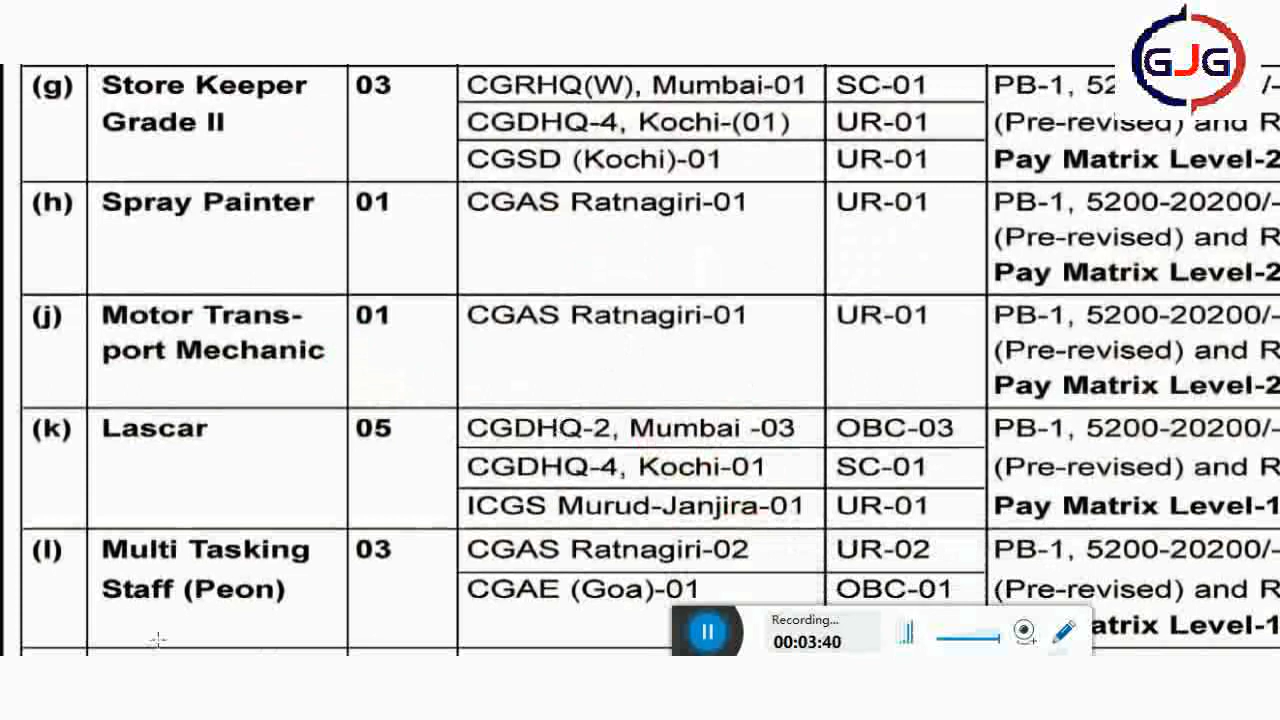 GJG
(g) Store Keeper 03 CGRHQ(W), Mumbai-01 SC-01 PB-1, 52
Grade II CGDHQ-4, Kochi-(01) UR-01 (Pre-revised) and R
CGSD (Kochi)-01 UR-01 Pay Matrix Level-2
(h) Spray Painter 01 CGAS Ratnagiri-01 UR-01 PB-1, 5200-20200/-
(Pre-revised) and R
Pay Matrix Level-2
(j) Motor Trans- 01 CGAS Ratnagiri-01 UR-01 PB-1, 5200-20200/-
port Mechanic (Pre-revised) and R
Pay Matrix Level-2
(k) Lascar 05 CGDHQ-2, Mumbai -03 OBC-03 PB-1, 5200-20200/-
CGDHQ-4, Kochi-01 SC-01 (Pre-revised) and R
ICGS Murud-Janjira-01 UR-01 Pay Matrix Level-1
(l) Multi Tasking 03 CGAS Ratnagiri-02 UR-02 PB-1, 5200-20200/-
Staff (Peon) CGAE (Goa)-01 OBC-01 (Pre-revised) and R
atrix Level-1
Recording...
00:03:40